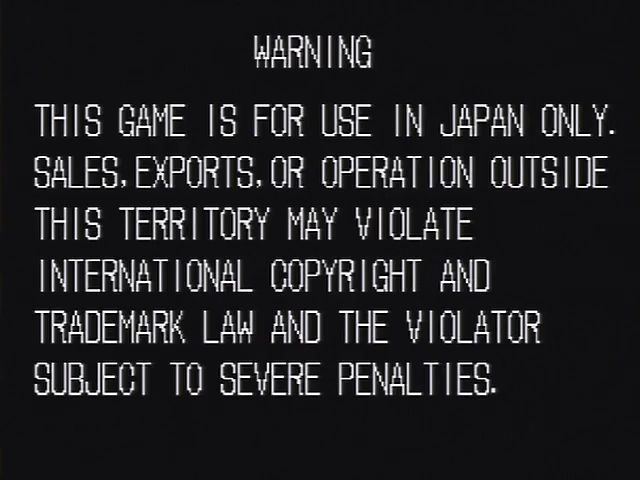 WARNING
THIS GAME IS FOR USE IN JAPAN ONLY.
SALES, EXPORTS, OR OPERATION OUTSIDE
THIS TERRITORY MAY VIOLATE
INTERNATIONAL COPYRIGHT AND
TRADEMARK LAW AND THE VIOLATOR
SUBJECT TO SEVERE PENALTIES.